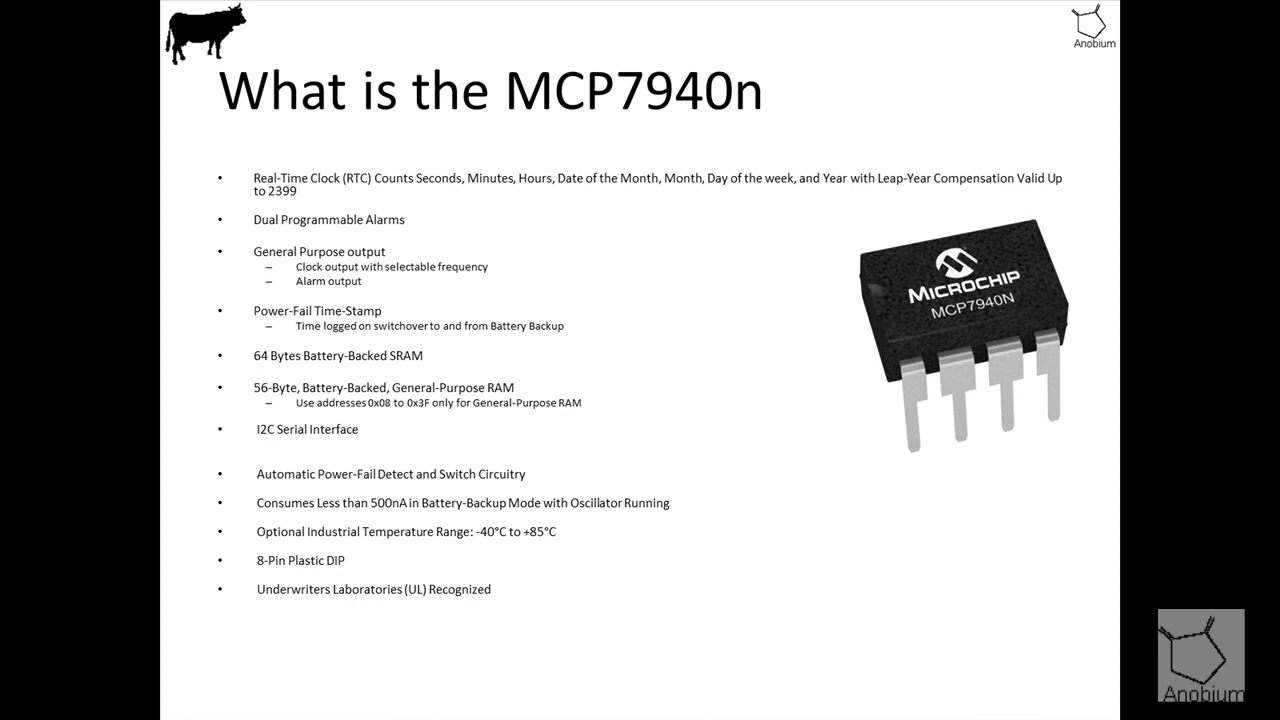 Anobium
What is the MCP7940n
• Real-Time Clock (RTC) Counts Seconds, Minutes, Hours, Date of the Month, Month, Day of the week, and Year with Leap-Year Compensation Valid Up
to 2399
• Dual Programmable Alarms
• General Purpose output
– Clock output with selectable frequency
– Alarm output
• Power-Fail Time-Stamp
– Time logged on switchover to and from Battery Backup
• 64 Bytes Battery-Backed SRAM
• 56-Byte, Battery-Backed, General-Purpose RAM
– Use addresses 0x08 to 0x3F only for General-Purpose RAM
• I2C Serial Interface
• Automatic Power-Fail Detect and Switch Circuitry
• Consumes Less than 500nA in Battery-Backup Mode with Oscillator Running
• Optional Industrial Temperature Range: -40°C to +85°C
• 8-Pin Plastic DIP
• Underwriters Laboratories (UL) Recognized
MICROCHIP
MCP7940N
Anobium